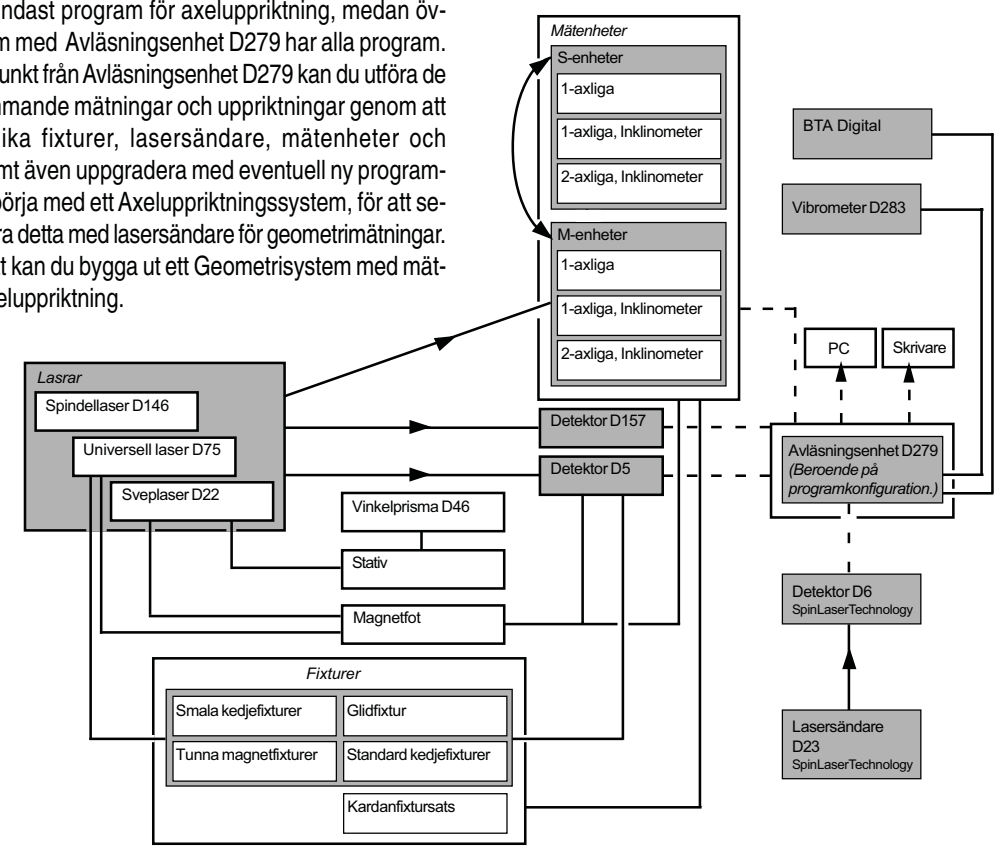 ndast program för axeluppriktning, medan öv-
m med Avläsningsenhet D279 har alla program.
unkt från Avläsningsenhet D279 kan du utföra de
mande mätningar och uppriktningar genom att
ika fixturer, lasersändare, mätenheter och
mt även uppgradera med eventuell ny program-
börja med ett Axeluppriktningssystem, för att se-
ra detta med lasersändare för geometrimätningar.
tt kan du bygga ut ett Geometrisystem med mät-
eluppriktning.
Mätenheter
S-enheter
1-axliga
1-axliga, Inklinometer
2-axliga, Inklinometer
M-enheter
1-axliga
1-axliga, Inklinometer
2-axliga, Inklinometer
BTA Digital
Vibrometer D283
PC
Skrivare
Lasrar
Spindellaser D146
Universell laser D75
Sveplaser D22
Detektor D157
Detektor D5
Avläsningsenhet D279
(Beroende på
programkonfiguration.)
Vinkelprisma D46
Stativ
Magnetfot
Detektor D6
SpinLaserTechnology
Fixturer
Smala kedjefixturer
Glidfixtur
Tunna magnetfixturer
Standard kedjefixturer
Kardanfixtursats
Lasersändare
D23
SpinLaserTechnology